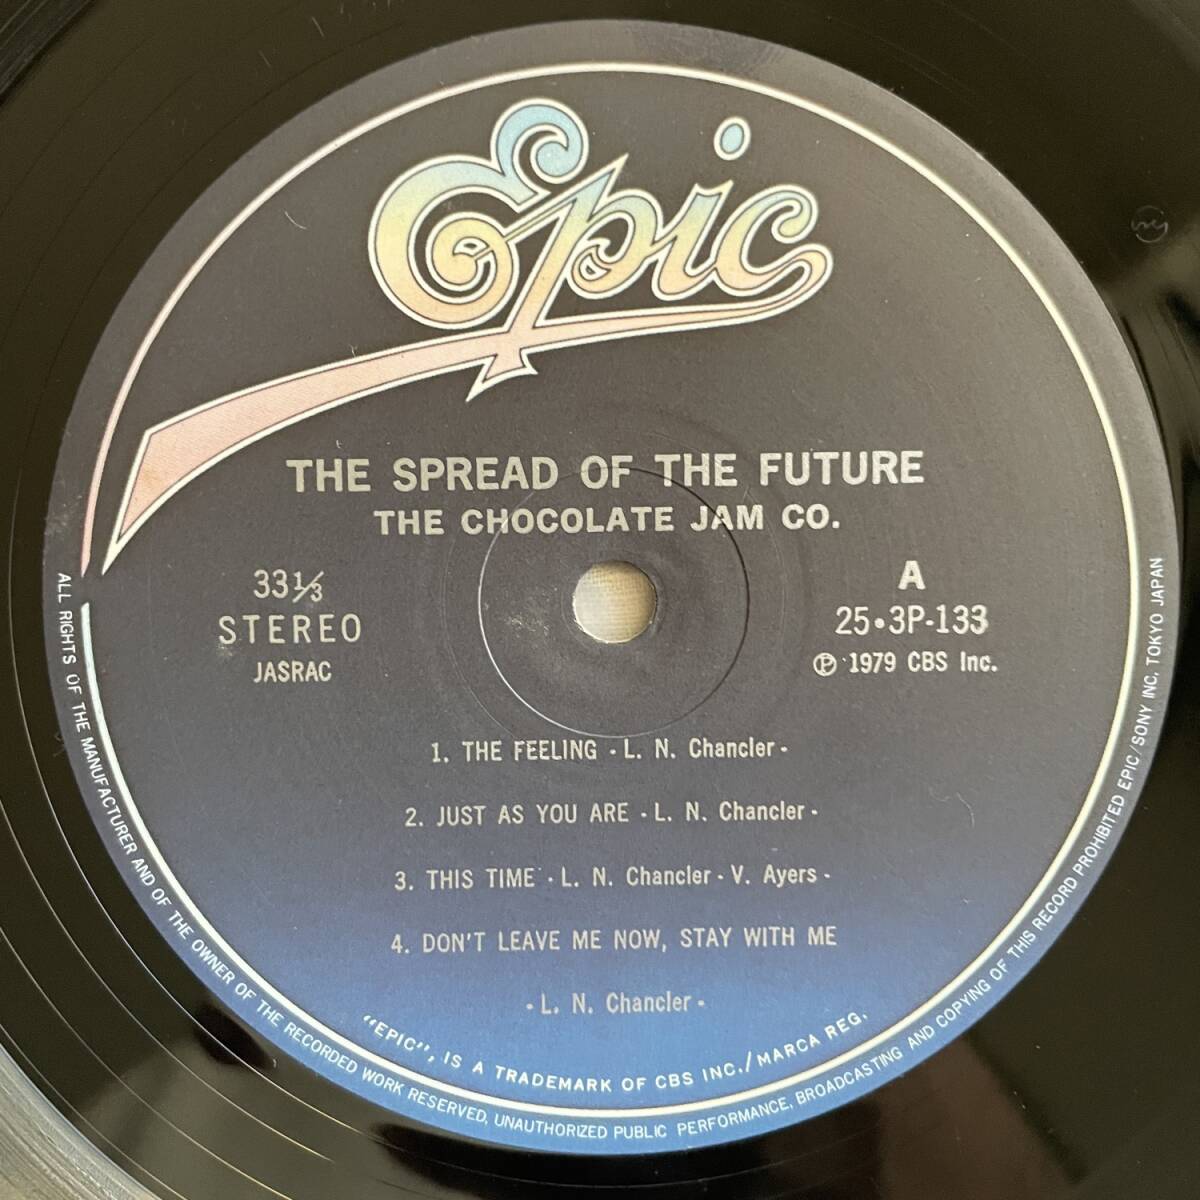 Epic
THE SPREAD OF THE FUTURE
THE CHOCOLATE JAM CO.
33⅓
STEREO
JASRAC
A
25•3P-133
℗ 1979 CBS Inc.
1. THE FEELING - L. N. Chancler -
2. JUST AS YOU ARE - L. N. Chancler -
3. THIS TIME - L. N. Chancler - V. Ayers -
4. DON'T LEAVE ME NOW, STAY WITH ME
- L. N. Chancler -
"EPIC", IS A TRADEMARK OF CBS INC./MARCA REG.
ALL RIGHTS OF THE MANUFACTURER AND OF THE OWNER OF THE RECORDED WORK RESERVED, UNAUTHORIZED PUBLIC PERFORMANCE, BROADCASTING AND COPYING OF THIS RECORD PROHIBITED EPIC/SONY INC, TOKYO JAPAN